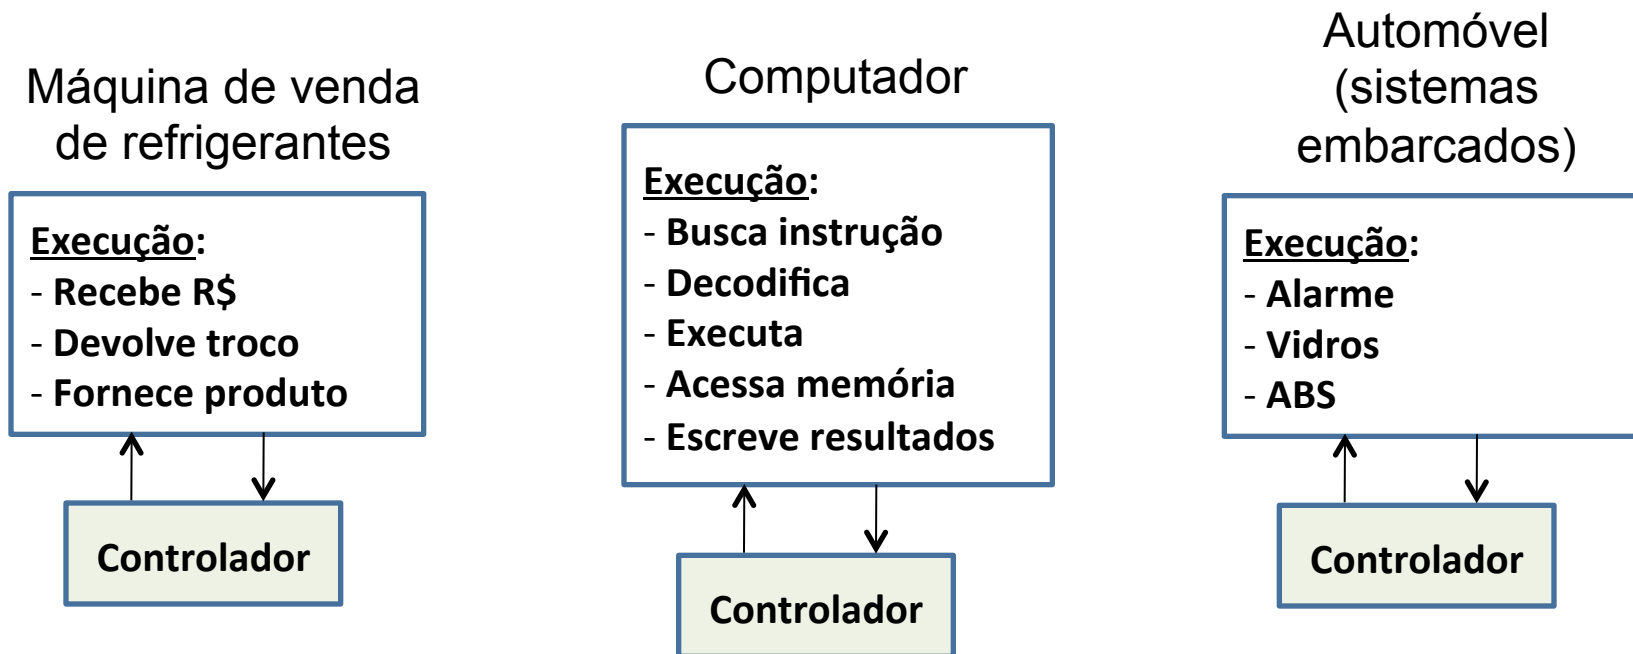 Máquina de venda
de refrigerantes
Execução:
- Recebe R$
- Devolve troco
- Fornece produto
Controlador
Computador
Execução:
- Busca instrução
- Decodifica
- Executa
- Acessa memória
- Escreve resultados
Controlador
Automóvel
(sistemas
embarcados)
Execução:
- Alarme
- Vidros
- ABS
Controlador